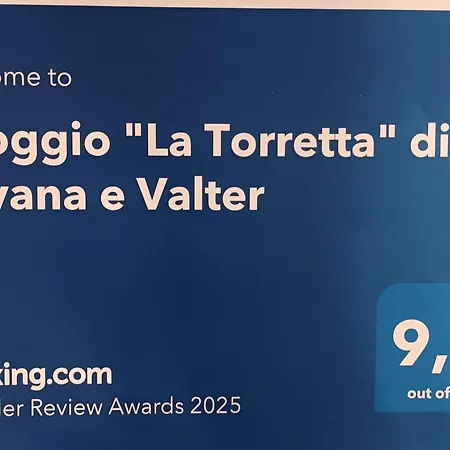 ome to
oggio "La Torretta" di
vana e Valter
9,
king.com
out of
ler Review Awards 2025